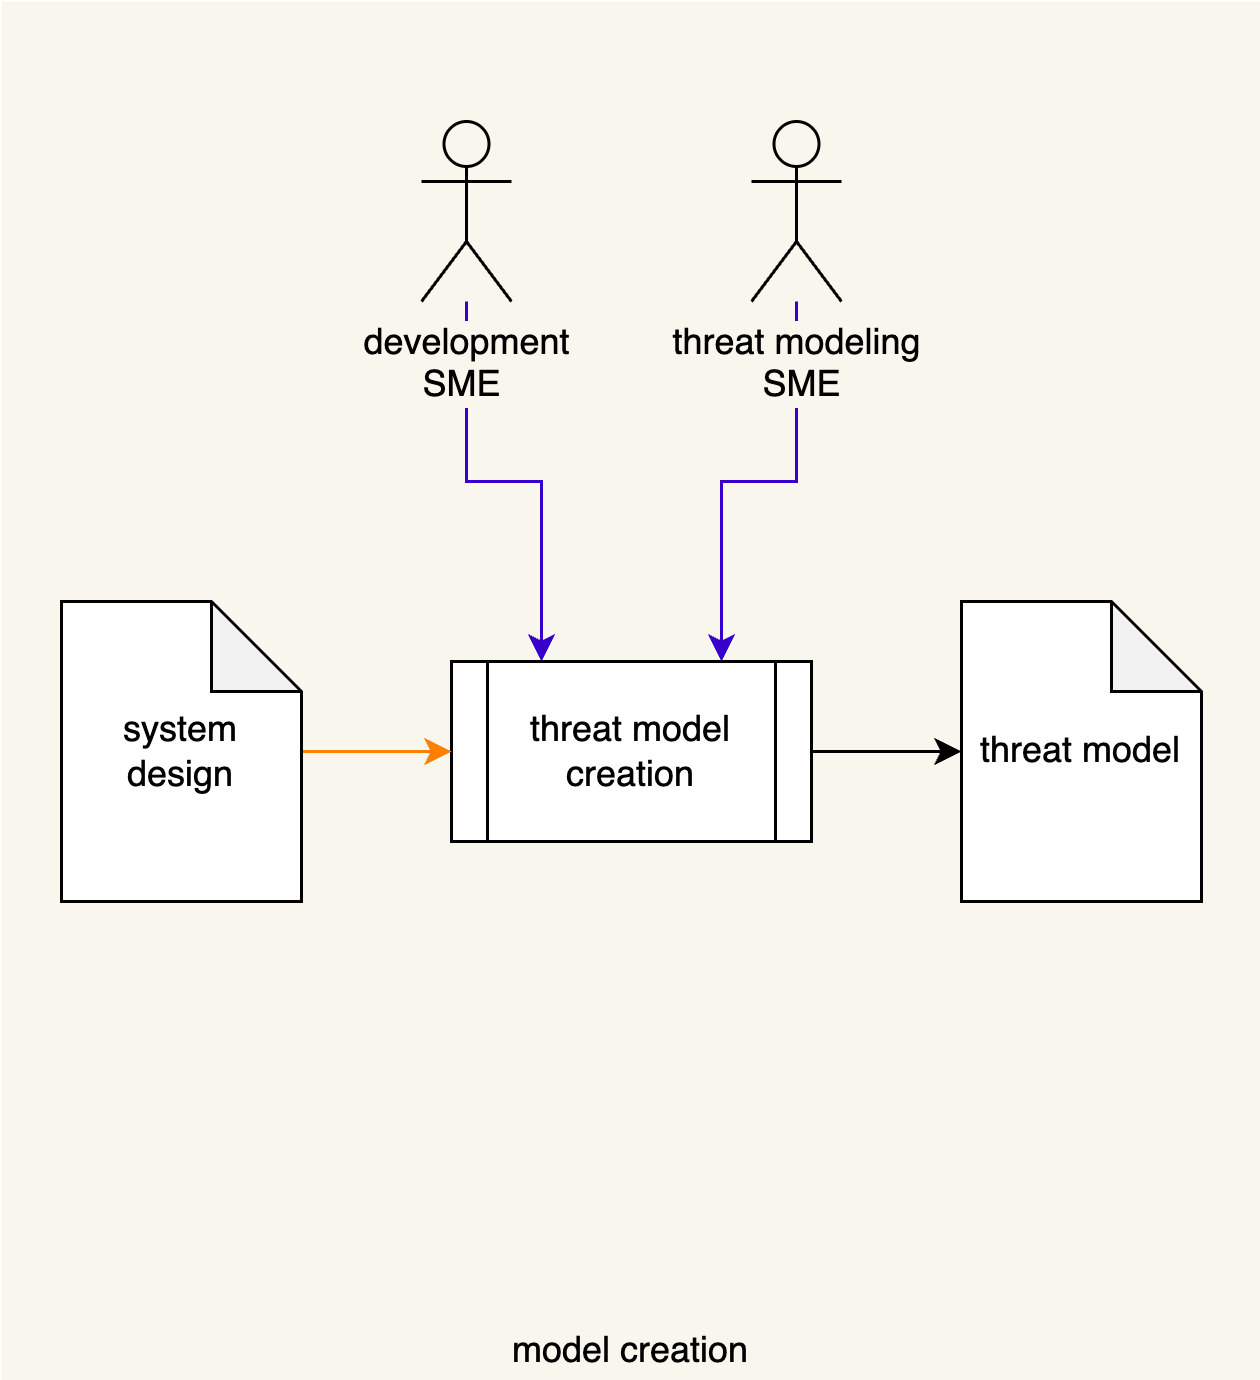 development
SME
threat modeling
SME
system
design
threat model
creation
threat model
model creation